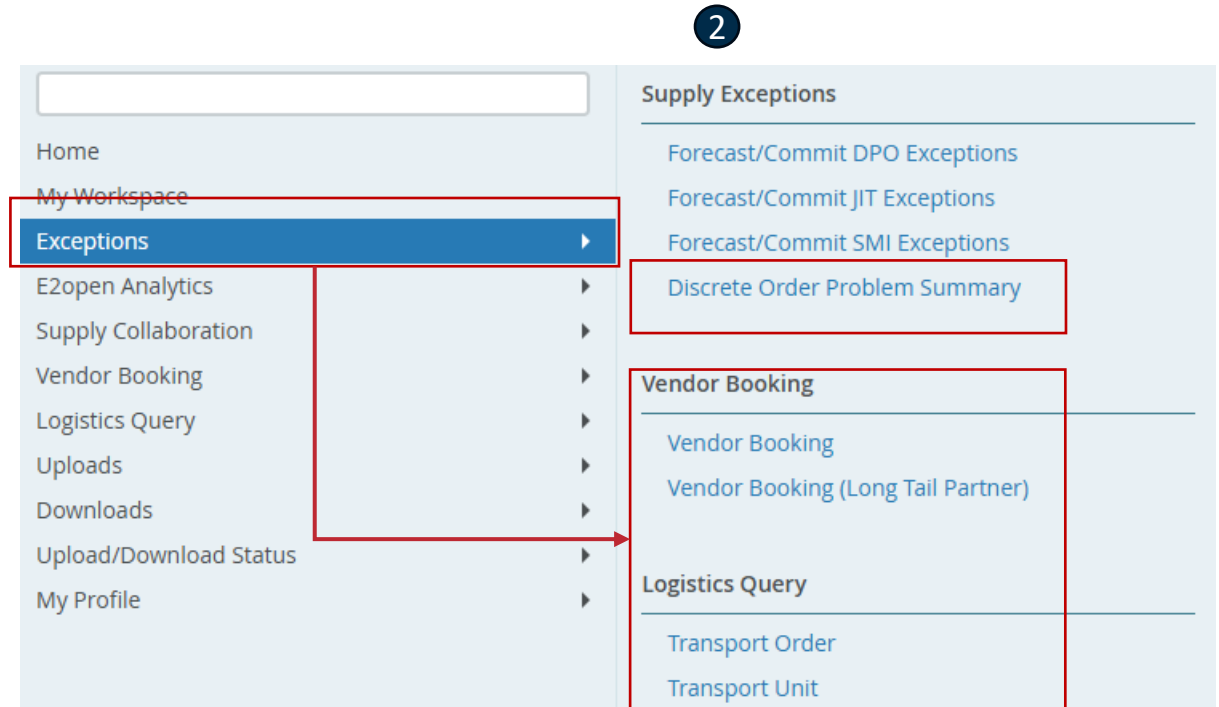 2
Home
My Workspace
Exceptions
E2open Analytics
Supply Collaboration
Vendor Booking
Logistics Query
Uploads
Downloads
Upload/Download Status
My Profile
Supply Exceptions
Forecast/Commit DPO Exceptions
Forecast/Commit JIT Exceptions
Forecast/Commit SMI Exceptions
Discrete Order Problem Summary
Vendor Booking
Vendor Booking
Vendor Booking (Long Tail Partner)
Logistics Query
Transport Order
Transport Unit